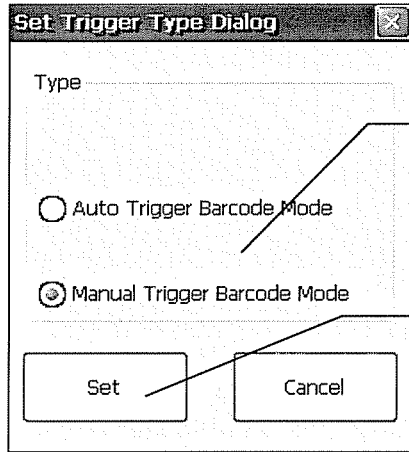 Set Trigger Type Dialog
Type
Auto Trigger Barcode Mode
Manual Trigger Barcode Mode
Set
Cancel